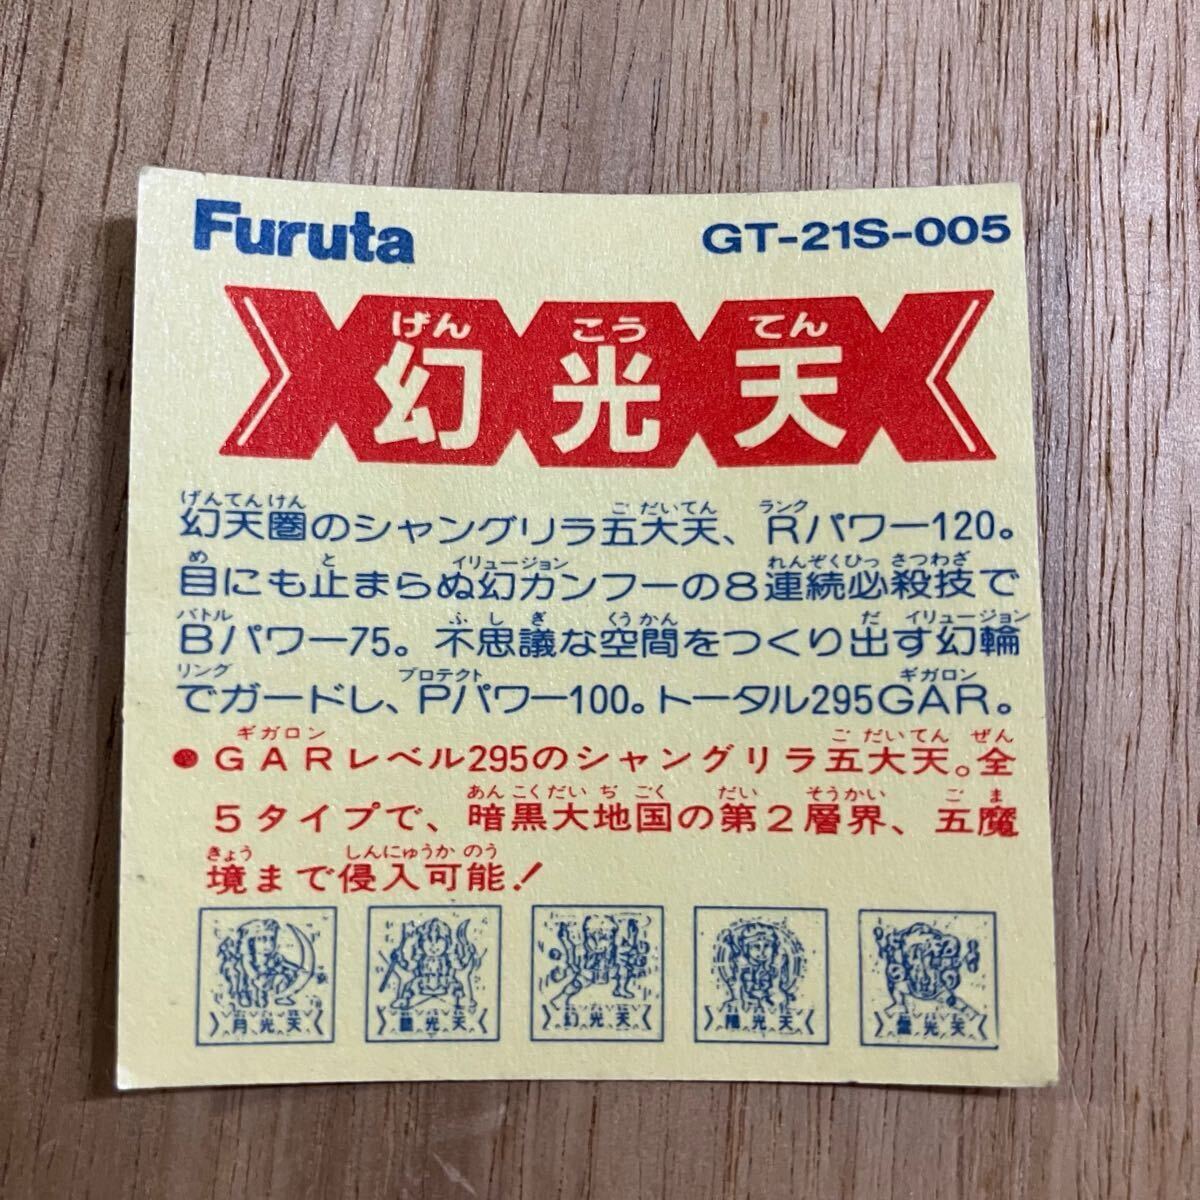 Furuta
GT-21S-005
げん こう てん
幻光天
げんてんけん ごだいてん ランク
幻天圏のシャングリラ五大天、Rパワー120。
め と イリュージョン れんぞくひっさつわざ
目にも止まらぬ幻カンフーの8連続必殺技で
バトル ふしぎ くうかん だ イリュージョン
Bパワー75。不思議な空間をつくり出す幻輪
リング プロテクト ギガロン
でガードし、Pパワー100。トータル295GAR。
ギガロン ごだいてん ぜん
●GARレベル295のシャングリラ五大天。全
あんこくだいぢごく だい そうかい ごま
5タイプで、暗黒大地国の第2層界、五魔
きょう しんにゅうかのう
境まで侵入可能!
月光天
幻光天
陽光天